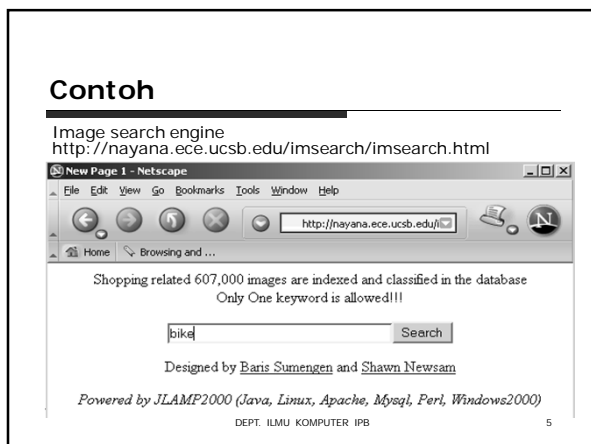 Contoh
Image search engine
http://nayana.ece.ucsb.edu/imsearch/imsearch.html
New Page 1 - Netscape
File Edit View Go Bookmarks Tools Window Help
http://nayana.ece.ucsb.edu/i
N
Home Browsing and ...
Shopping related 607,000 images are indexed and classified in the database
Only One keyword is allowed!!!
bike Search
Designed by Baris Sumengen and Shawn Newsam
Powered by JLAMP2000 (Java, Linux, Apache, Mysql, Perl, Windows2000)
DEPT. ILMU KOMPUTER IPB 5